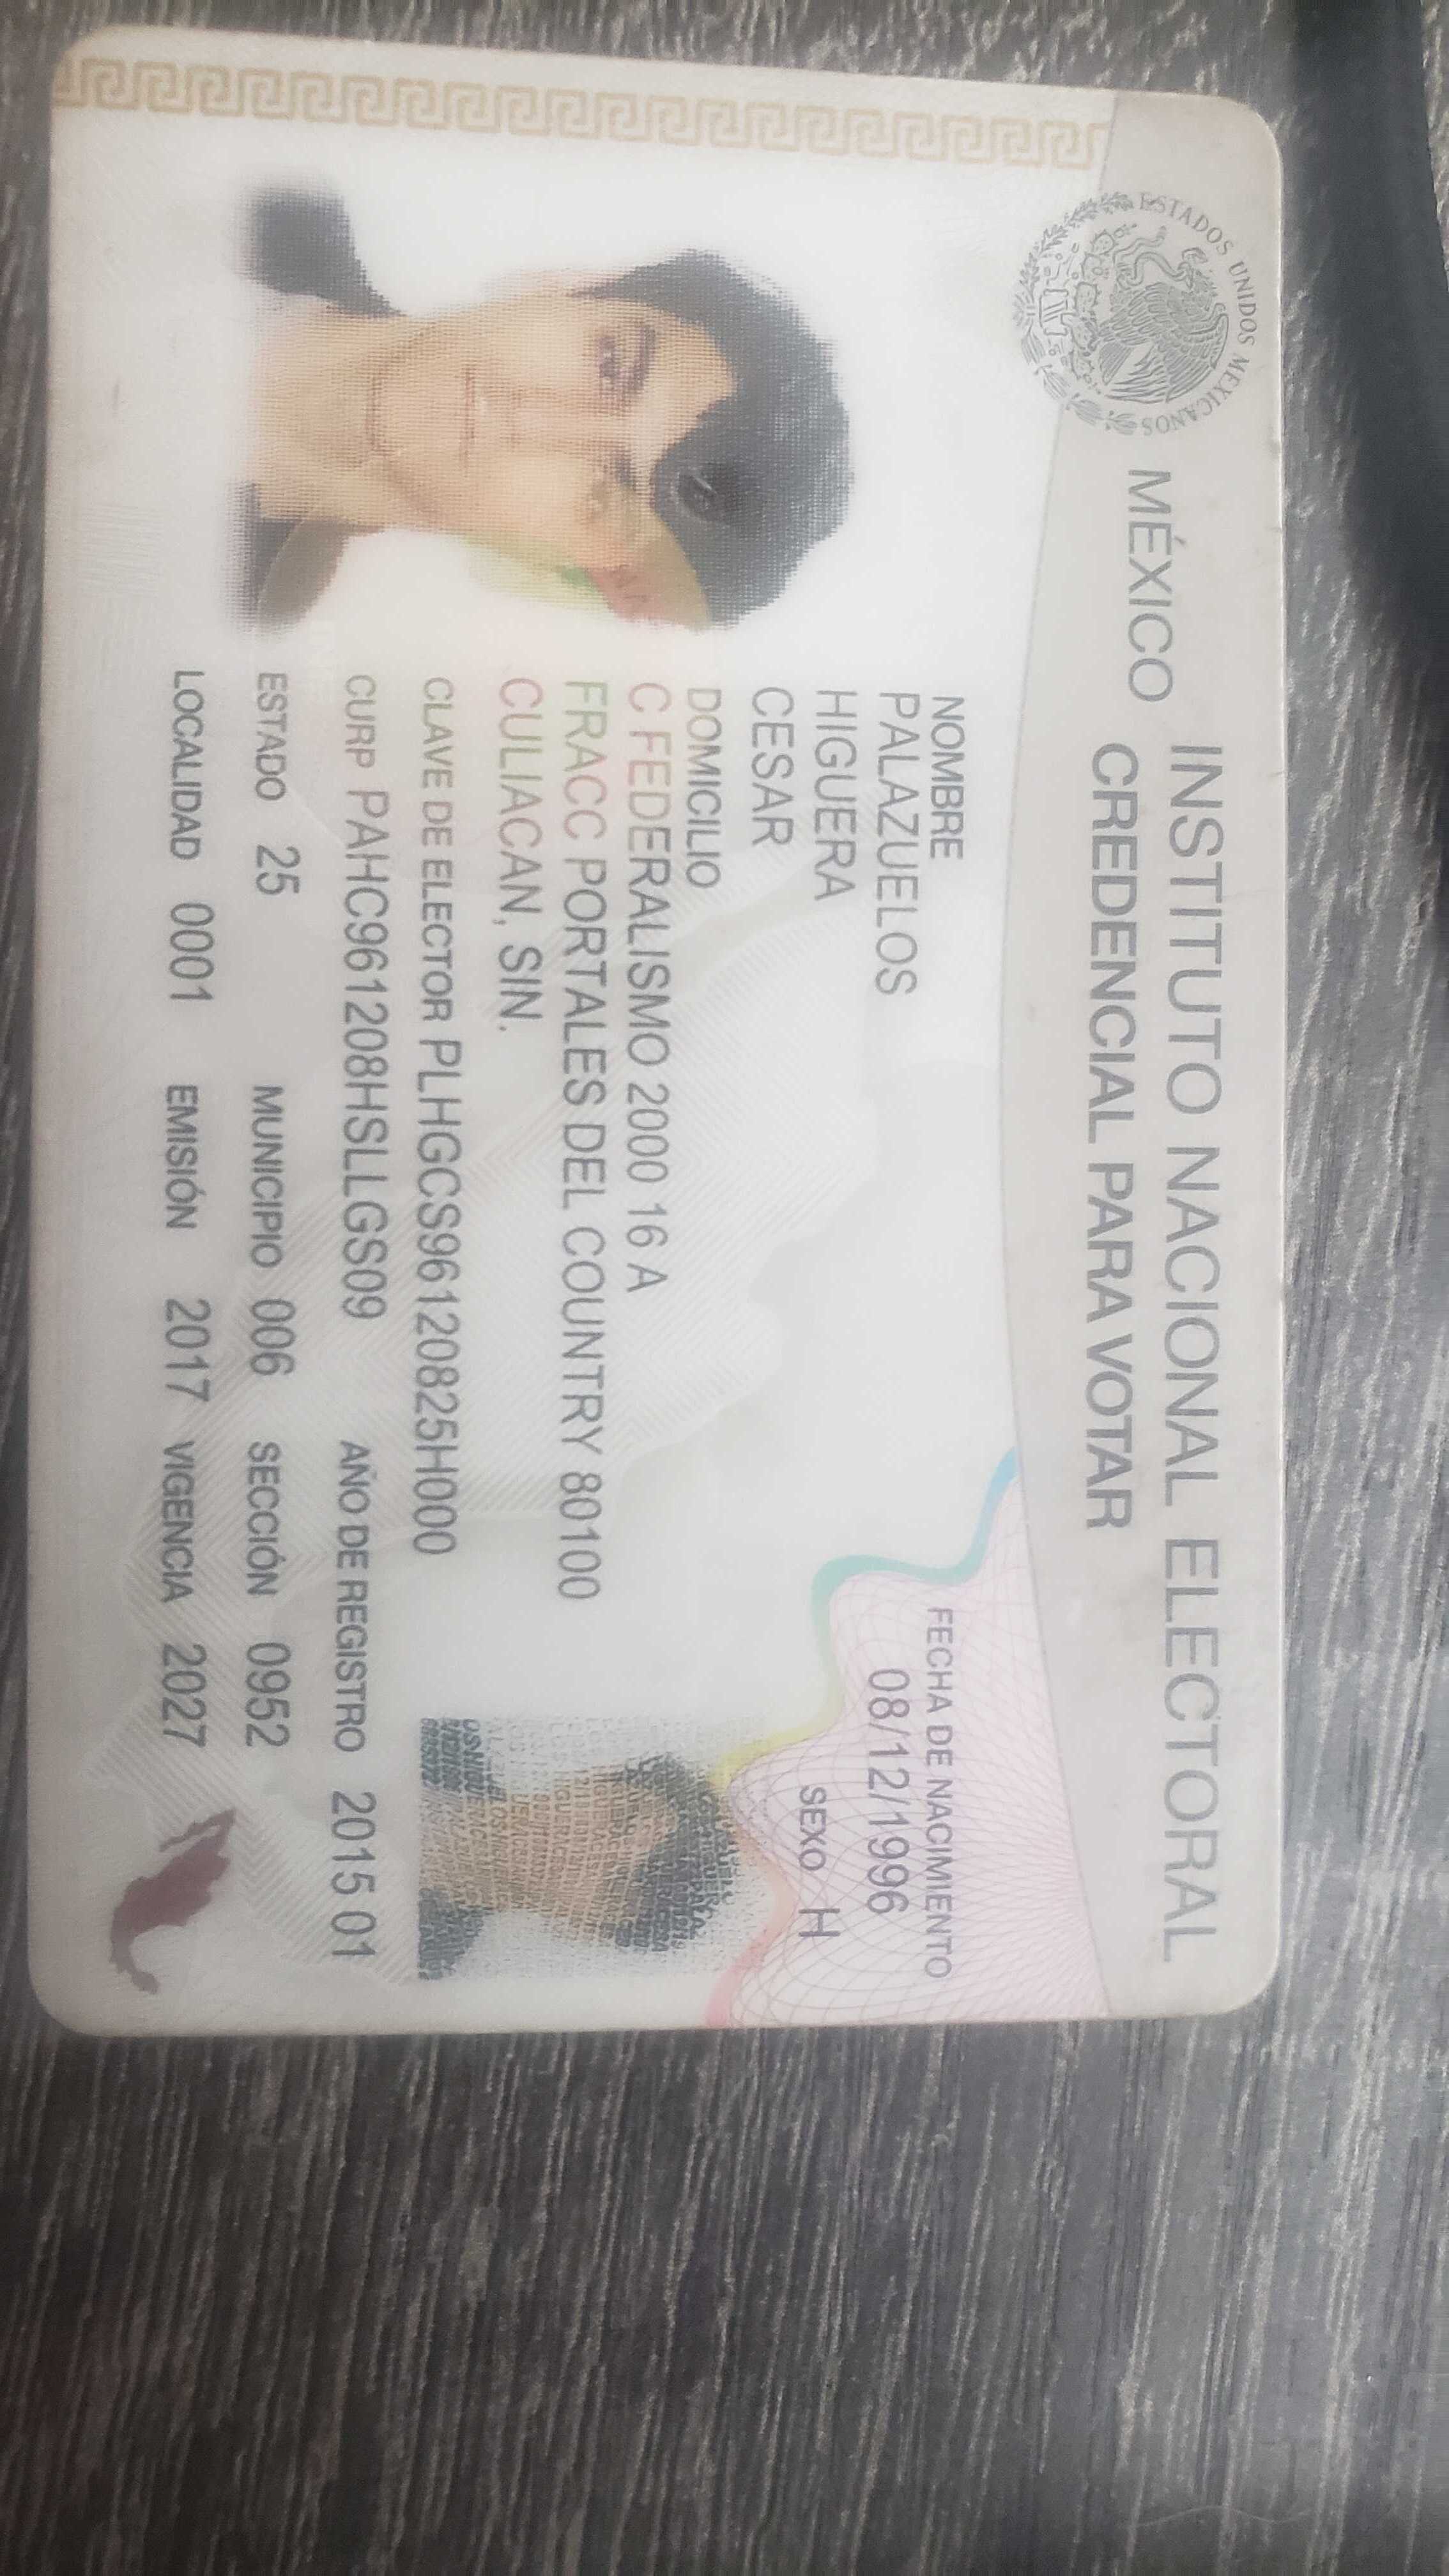 ESTADOS UNIDOS MEXICANOS
MÉXICO INSTITUTO NACIONAL ELECTORAL
CREDENCIAL PARA VOTAR
NOMBRE
PALAZUELOS
HIGUERA
CESAR
FECHA DE NACIMIENTO
08/12/1996
SEXO H
DOMICILIO
C FEDERALISMO 2000 16 A
FRACC PORTALES DEL COUNTRY 80100
CULIACAN, SIN.
CLAVE DE ELECTOR PLHGCS96120825H000
CURP PAHC961208HSLLGS09 AÑO DE REGISTRO 2015 01
ESTADO 25 MUNICIPIO 006 SECCIÓN 0952
LOCALIDAD 0001 EMISIÓN 2017 VIGENCIA 2027